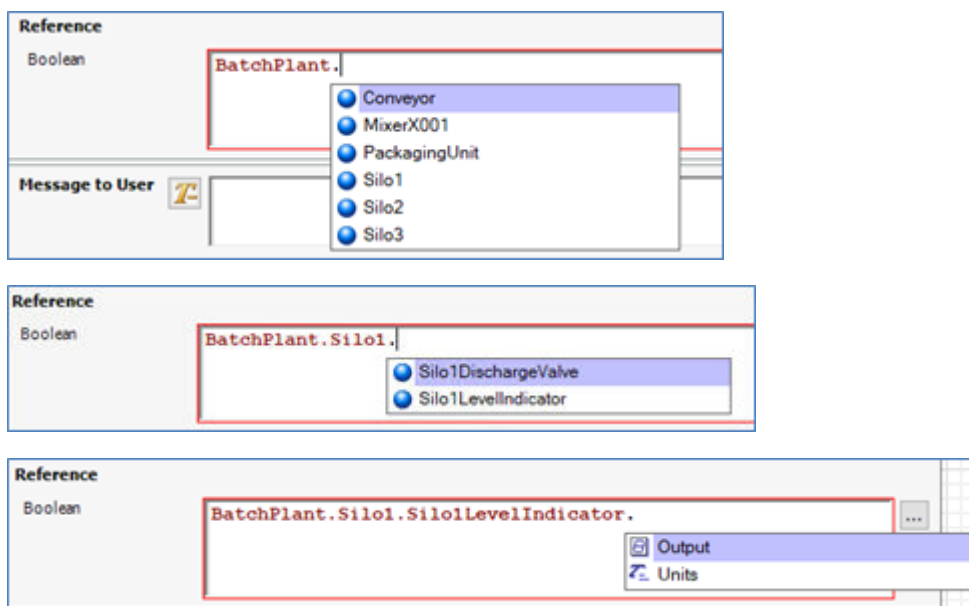 Reference
Boolean
BatchPlant.
Conveyor
MixerX001
PackagingUnit
Message to User
Silo1
Silo2
Silo3
Reference
Boolean
BatchPlant.Silo1.
Silo1DischargeValve
Silo1LevelIndicator
Reference
Boolean
BatchPlant.Silo1.Silo1LevelIndicator.
...
Output
Units